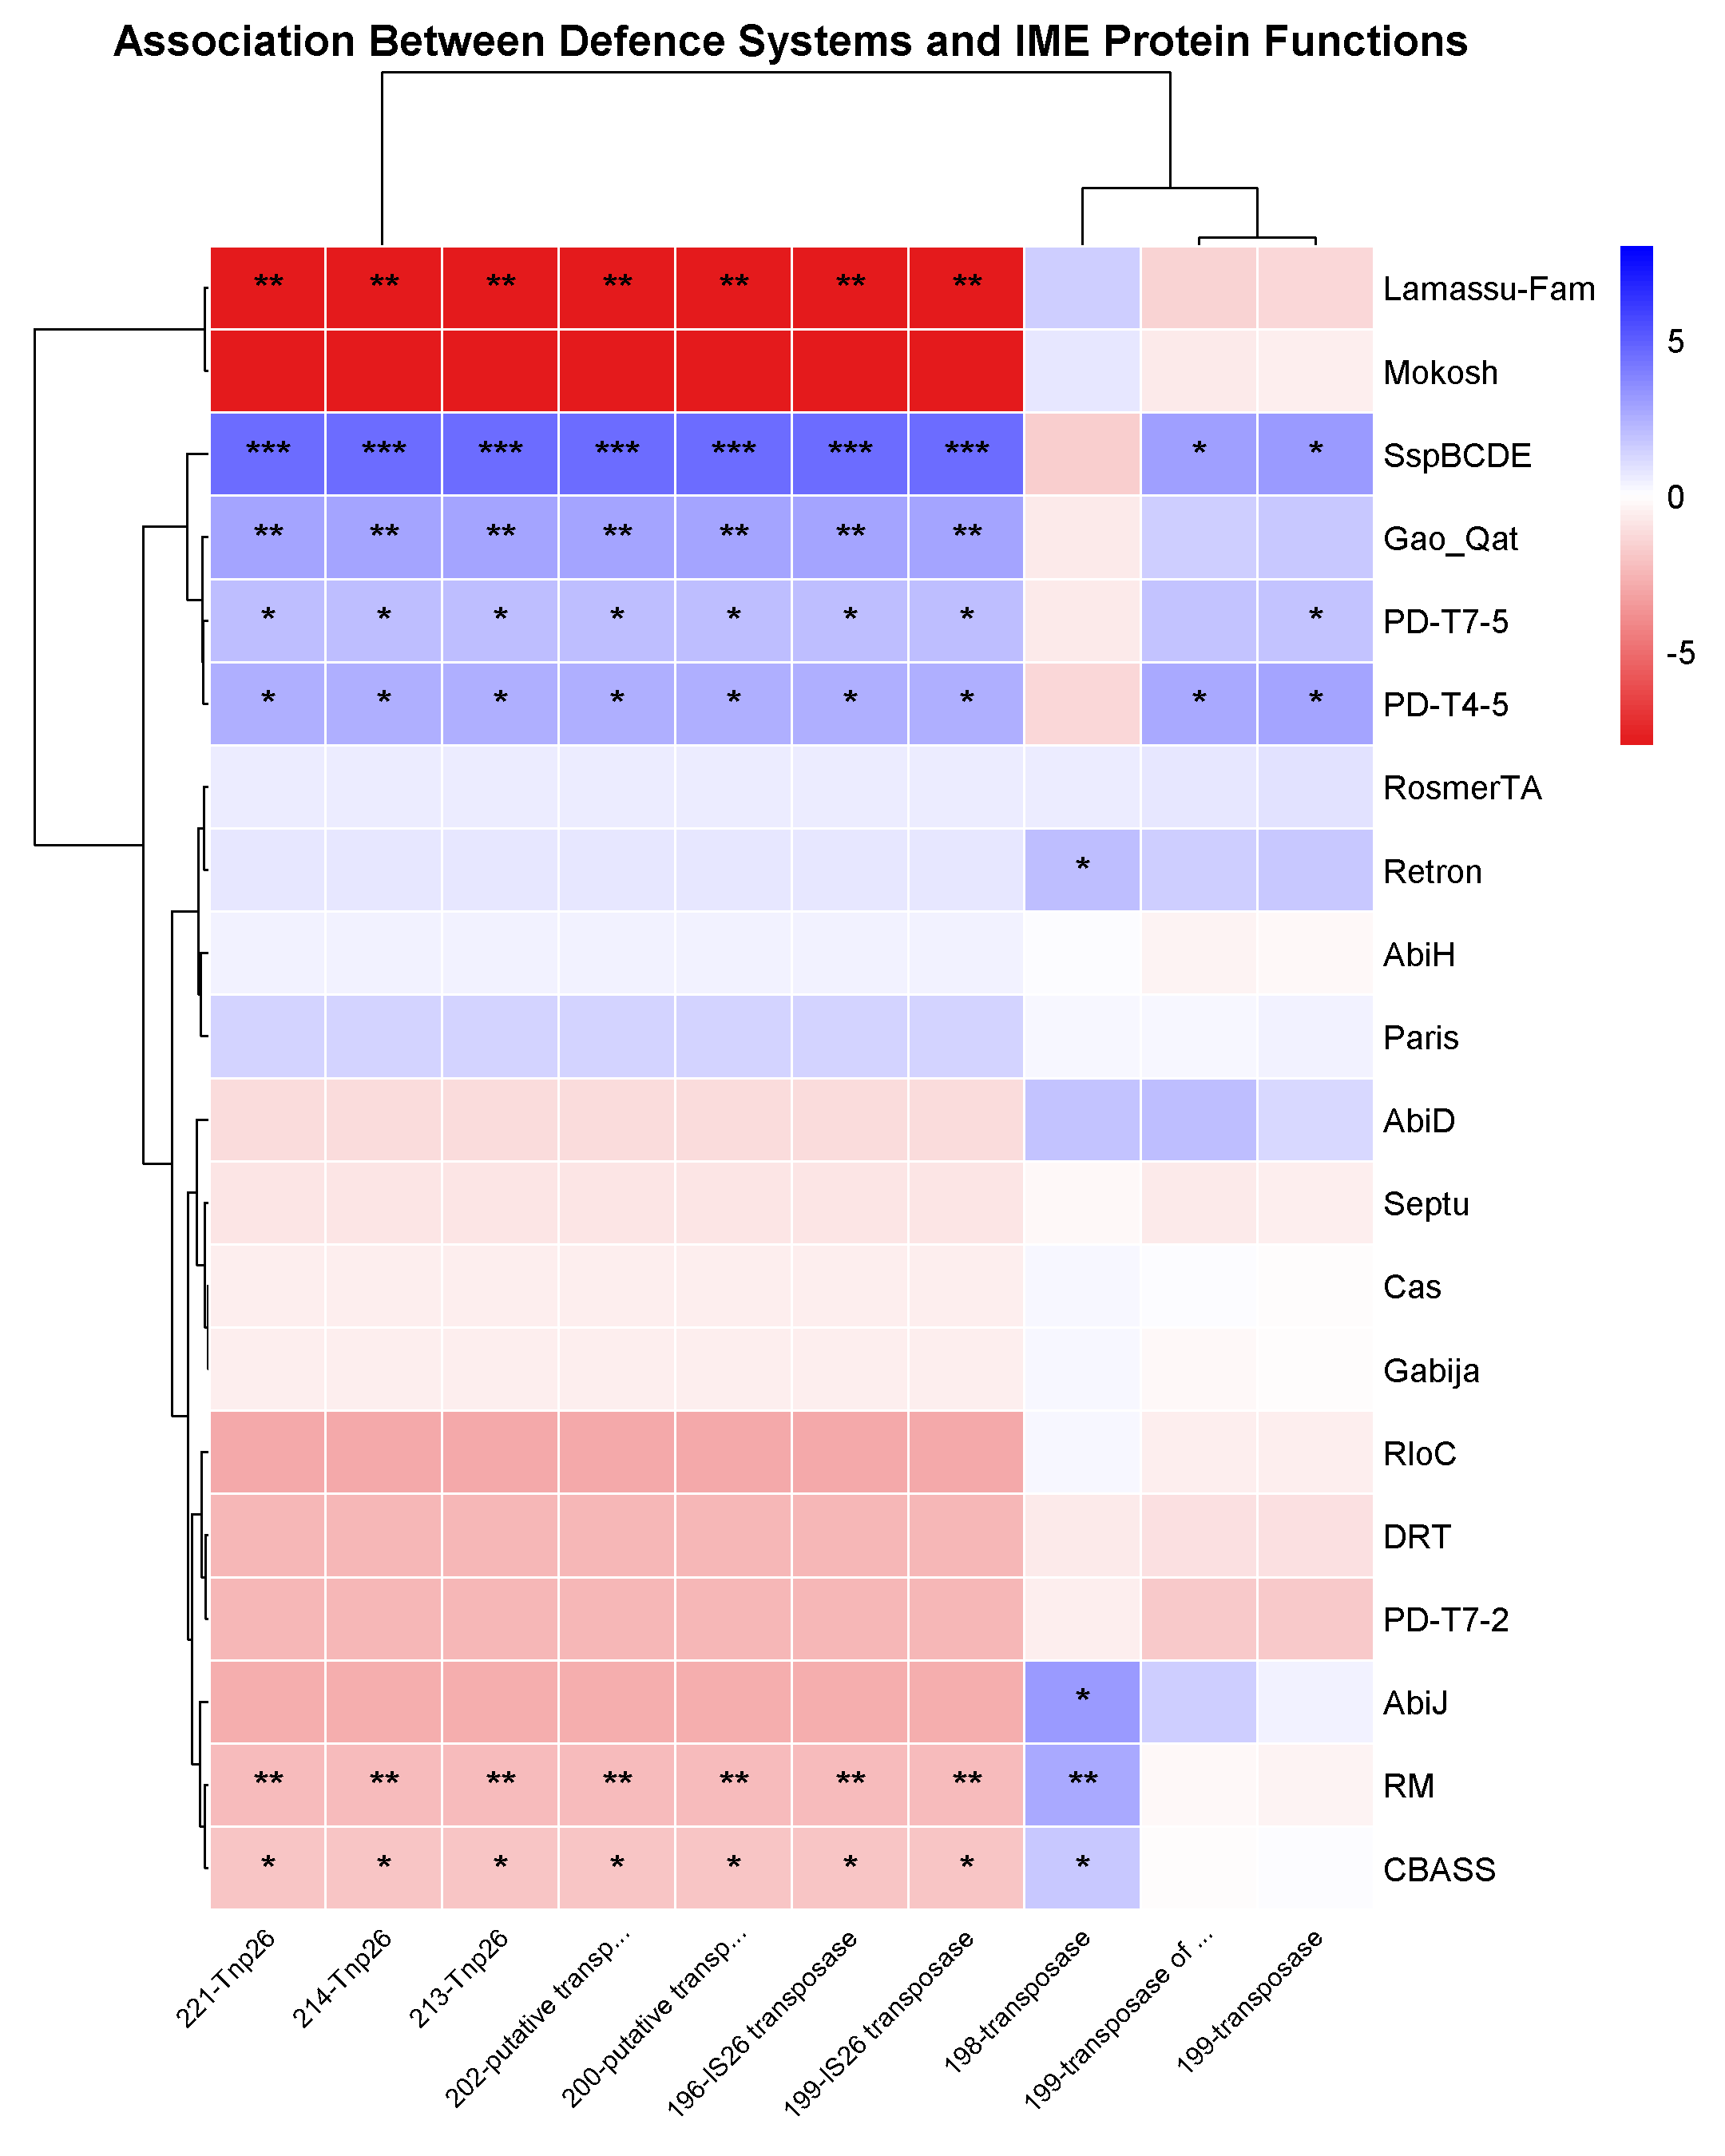 Association Between Defence Systems and IME Protein Functions
** ** ** ** ** ** ** Lamassu-Fam
Mokosh
*** *** *** *** *** *** *** * * SspBCDE
** ** ** ** ** ** ** Gao_Qat
* * * * * * * * PD-T7-5
* * * * * * * * * PD-T4-5
RosmerTA
* Retron
AbiH
Paris
AbiD
Septu
Cas
Gabija
RloC
DRT
PD-T7-2
* AbiJ
** ** ** ** ** ** ** ** RM
* * * * * * * * CBASS
5
0
-5
221-Tnp26
214-Tnp26
213-Tnp26
202-putative transp...
200-putative transp...
196-IS26 transposase
199-IS26 transposase
198-transposase
199-transposase of ...
199-transposase